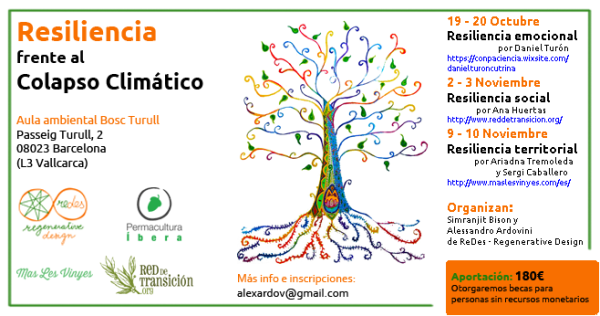 Resiliencia
frente al
Colapso Climático
Aula ambiental Bosc Turull
Passeig Turull, 2
08023 Barcelona
(L3 Vallcarca)
reDes
regenerative
design
Permacultura
Íbera
Mas Les Vinyes
RED DE
TRANSICIÓN
.ORG
Más info e inscripciones:
alexardov@gmail.com
19 - 20 Octubre
Resiliencia emocional
por Daniel Turón
https://conpaciencia.wixsite.com/
danielturoncutrina
2 - 3 Noviembre
Resiliencia social
por Ana Huertas
http://www.reddetransicion.org/
9 - 10 Noviembre
Resiliencia territorial
por Ariadna Tremoleda
y Sergi Caballero
http://www.maslesvinyes.com/es/
Organizan:
Simranjit Bison y
Alessandro Ardovini
de ReDes - Regenerative Design
Aportación: 180€
Otorgaremos becas para
personas sin recursos monetarios